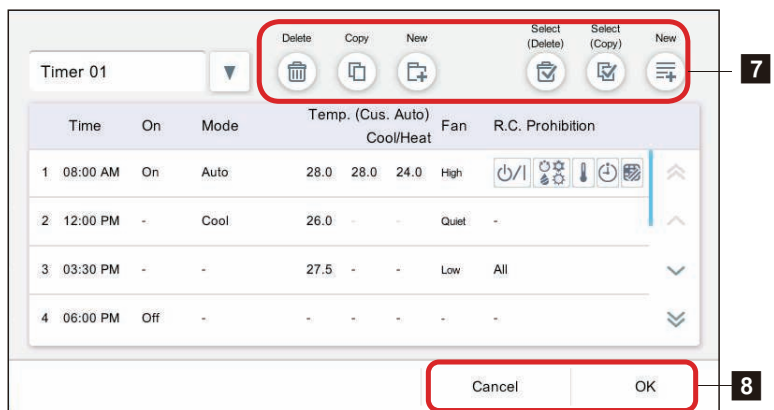 Delete Copy New Select (Delete) Select (Copy) New
Timer 01
7
Time On Mode Temp. (Cus. Auto) Cool/Heat Fan R.C. Prohibition
1 08:00 AM On Auto 28.0 28.0 24.0 High
2 12:00 PM - Cool 26.0 - - Quiet -
3 03:30 PM - - 27.5 - - Low All
4 06:00 PM Off - - - - - -
Cancel OK
8